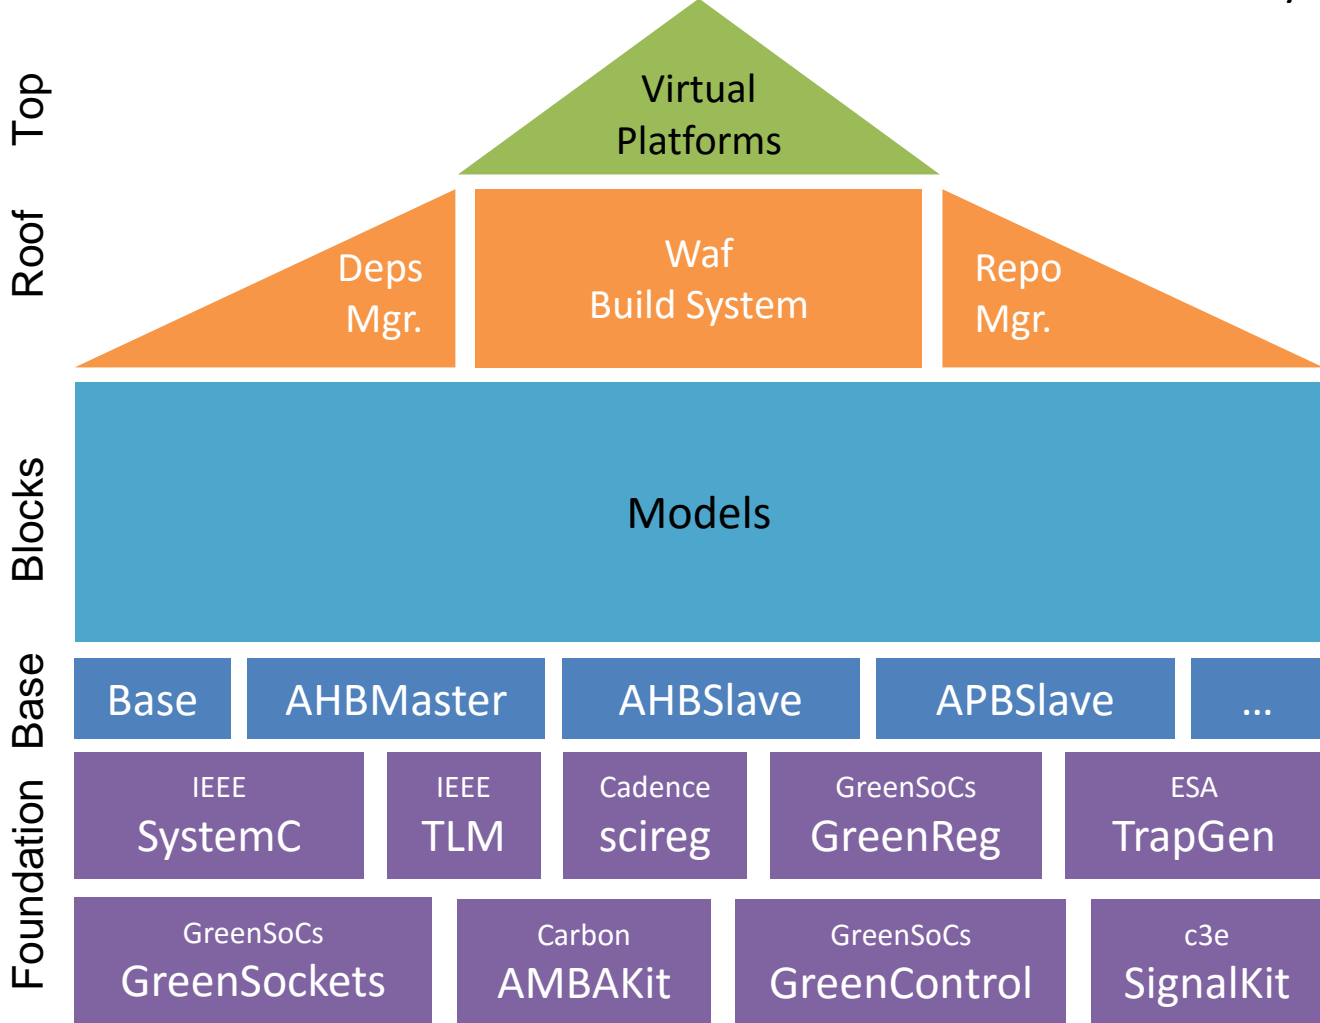 Top
Virtual
Platforms
Roof
Deps
Mgr.
Waf
Build System
Repo
Mgr.
Blocks
Models
Base
Base
AHBMaster
AHBSlave
APBSlave
...
Foundation
IEEE
SystemC
IEEE
TLM
Cadence
scireg
GreenSoCs
GreenReg
ESA
TrapGen
GreenSoCs
GreenSockets
Carbon
AMBAKit
GreenSoCs
GreenControl
c3e
SignalKit